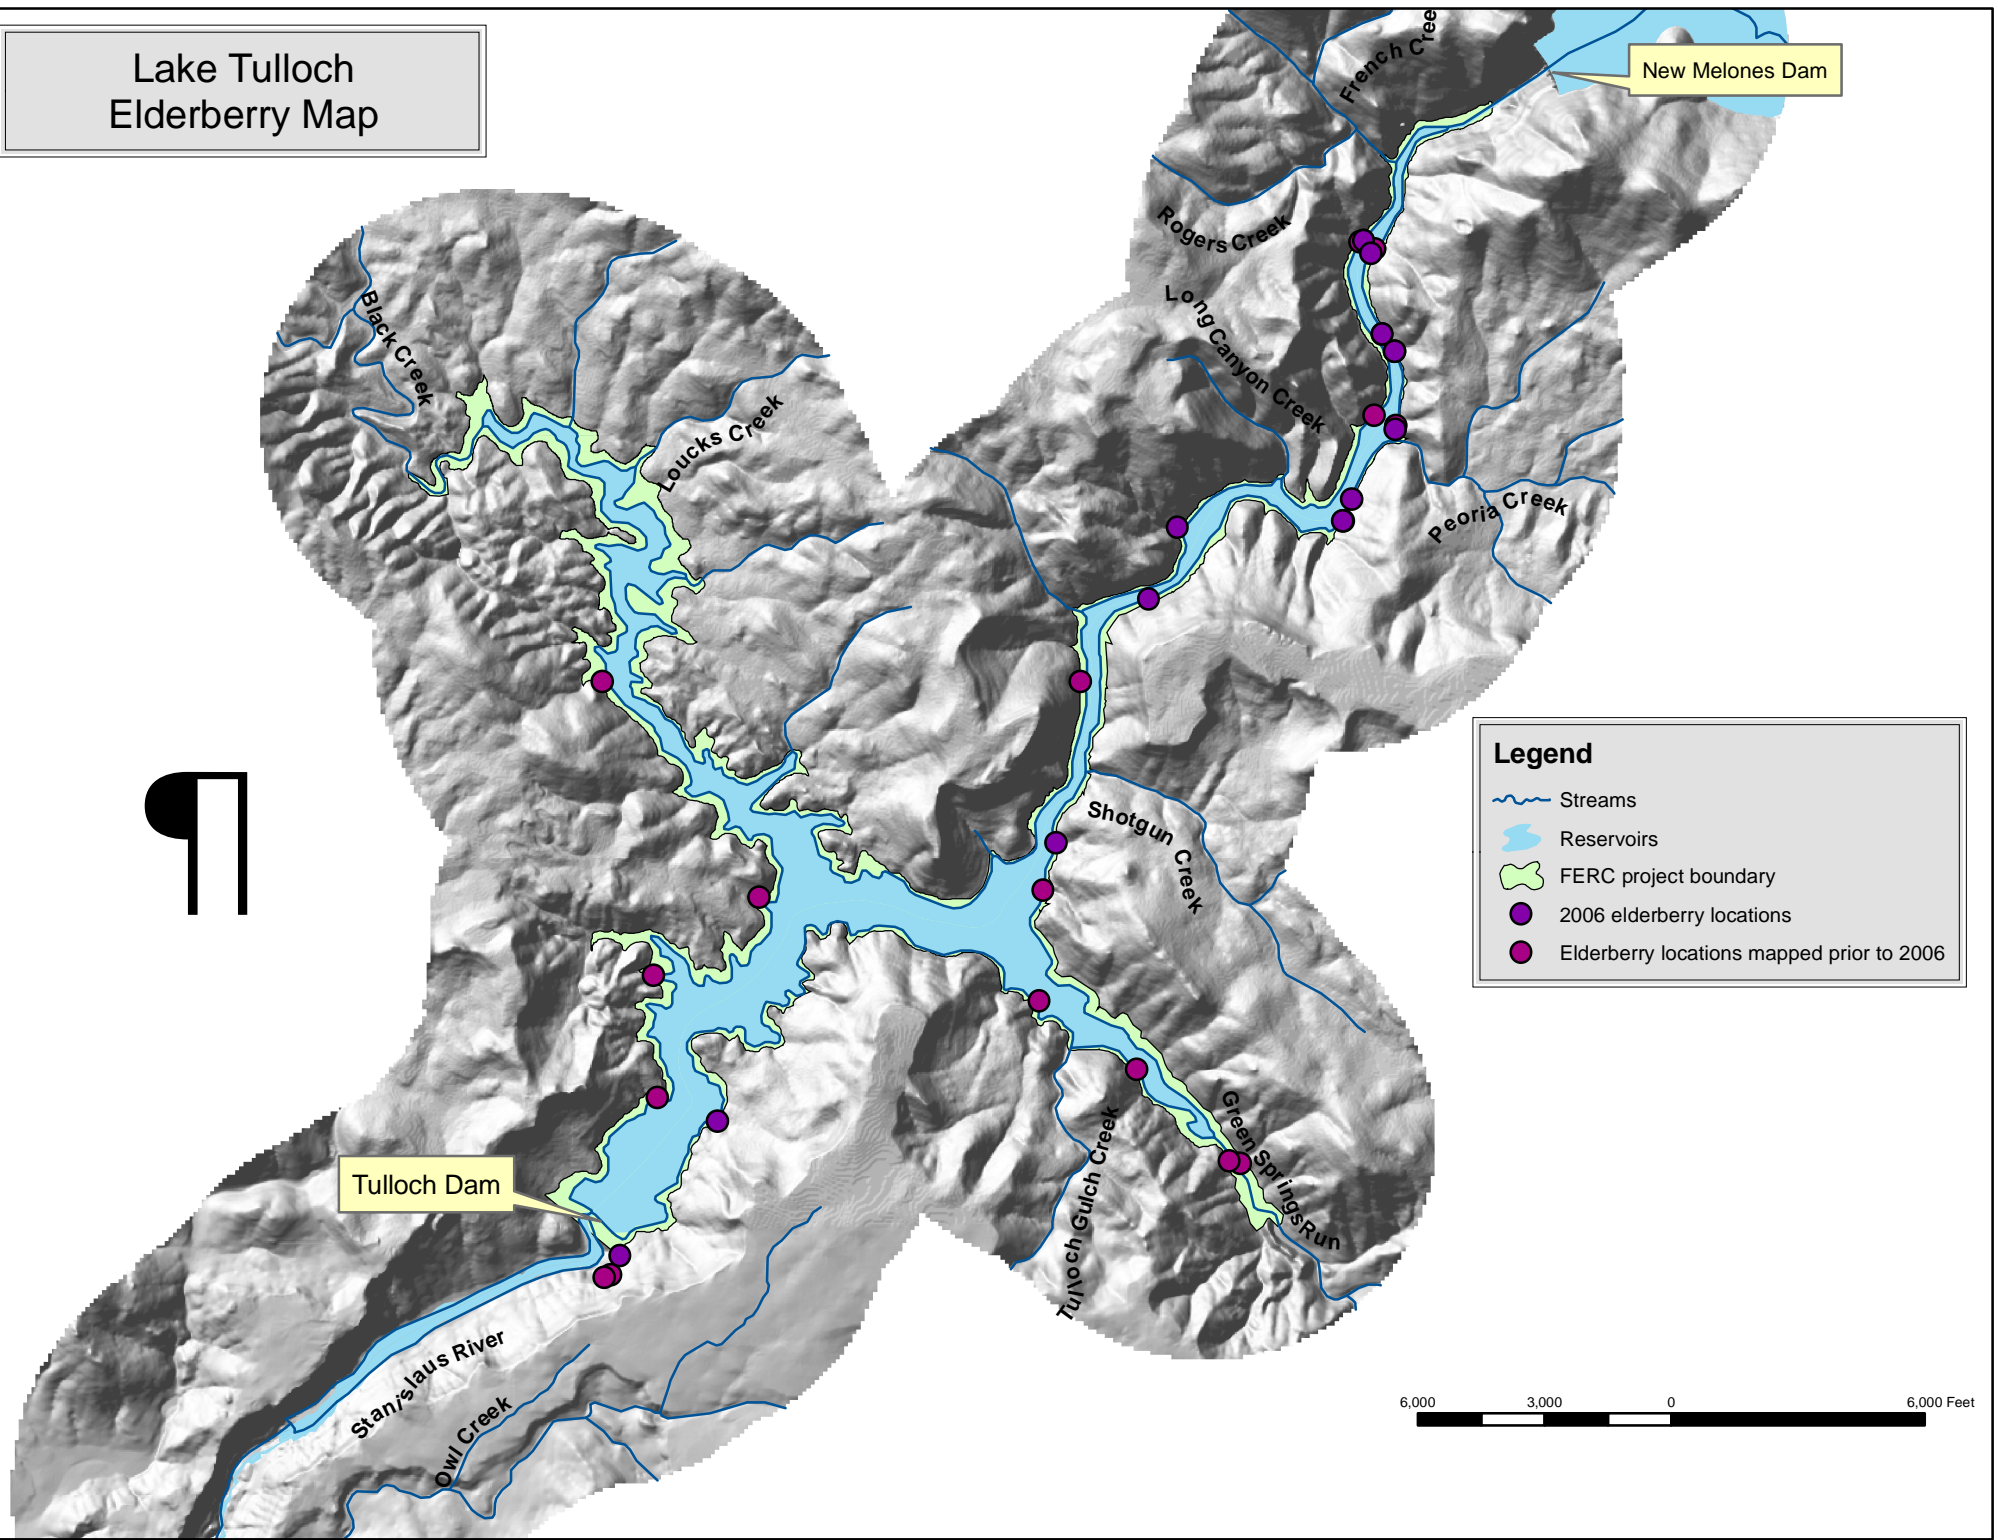 Lake Tulloch
Elderberry Map
French Cree
New Melones Dam
Rogers Creek
Long Canyon Creek
Black Creek
Loucks Creek
Peoria Creek
¶
Legend
Streams
Reservoirs
FERC project boundary
2006 elderberry locations
Elderberry locations mapped prior to 2006
Shotgun Creek
Green Springs Run
Tulloch Gulch Creek
Tulloch Dam
Stanislaus River
Owl Creek
6,000 3,000 0 6,000 Feet